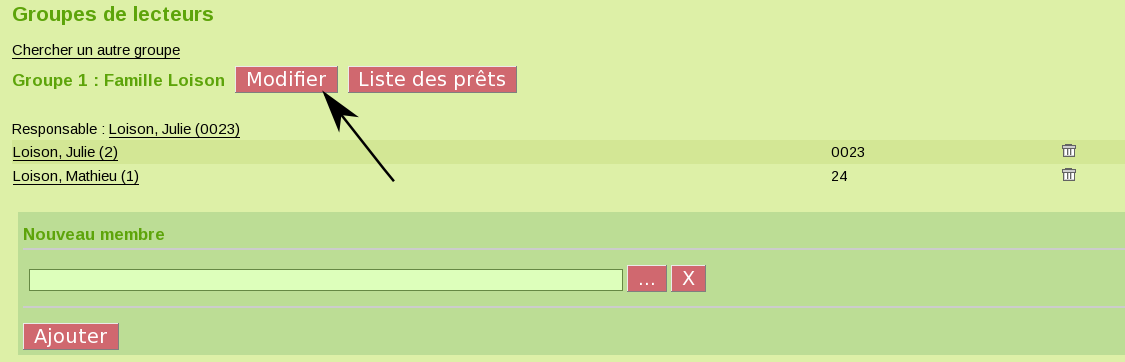 Groupes de lecteurs
Chercher un autre groupe
Groupe 1 : Famille Loison Modifier Liste des prêts
Responsable : Loison, Julie (0023)
Loison, Julie (2) 0023
Loison, Mathieu (1) 24
Nouveau membre
... X
Ajouter